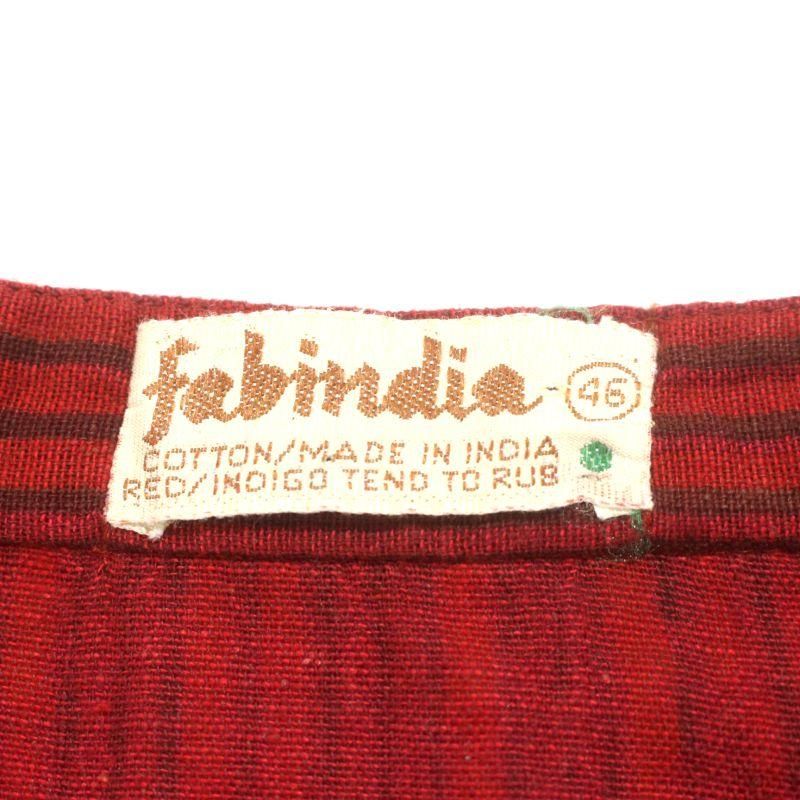 fabindia
46
COTTON/MADE IN INDIA
RED/INDIGO TEND TO RUB